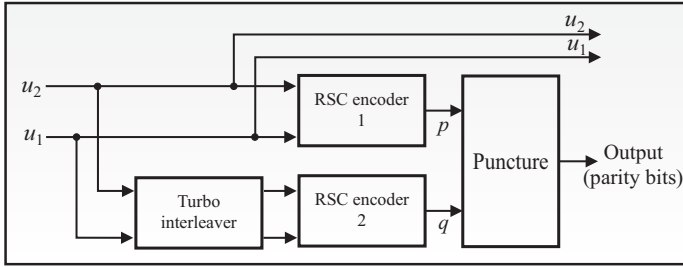 u2
u1
u2
RSC encoder
1
p
u1
Puncture
Output
(parity bits)
Turbo
interleaver
RSC encoder
2
q